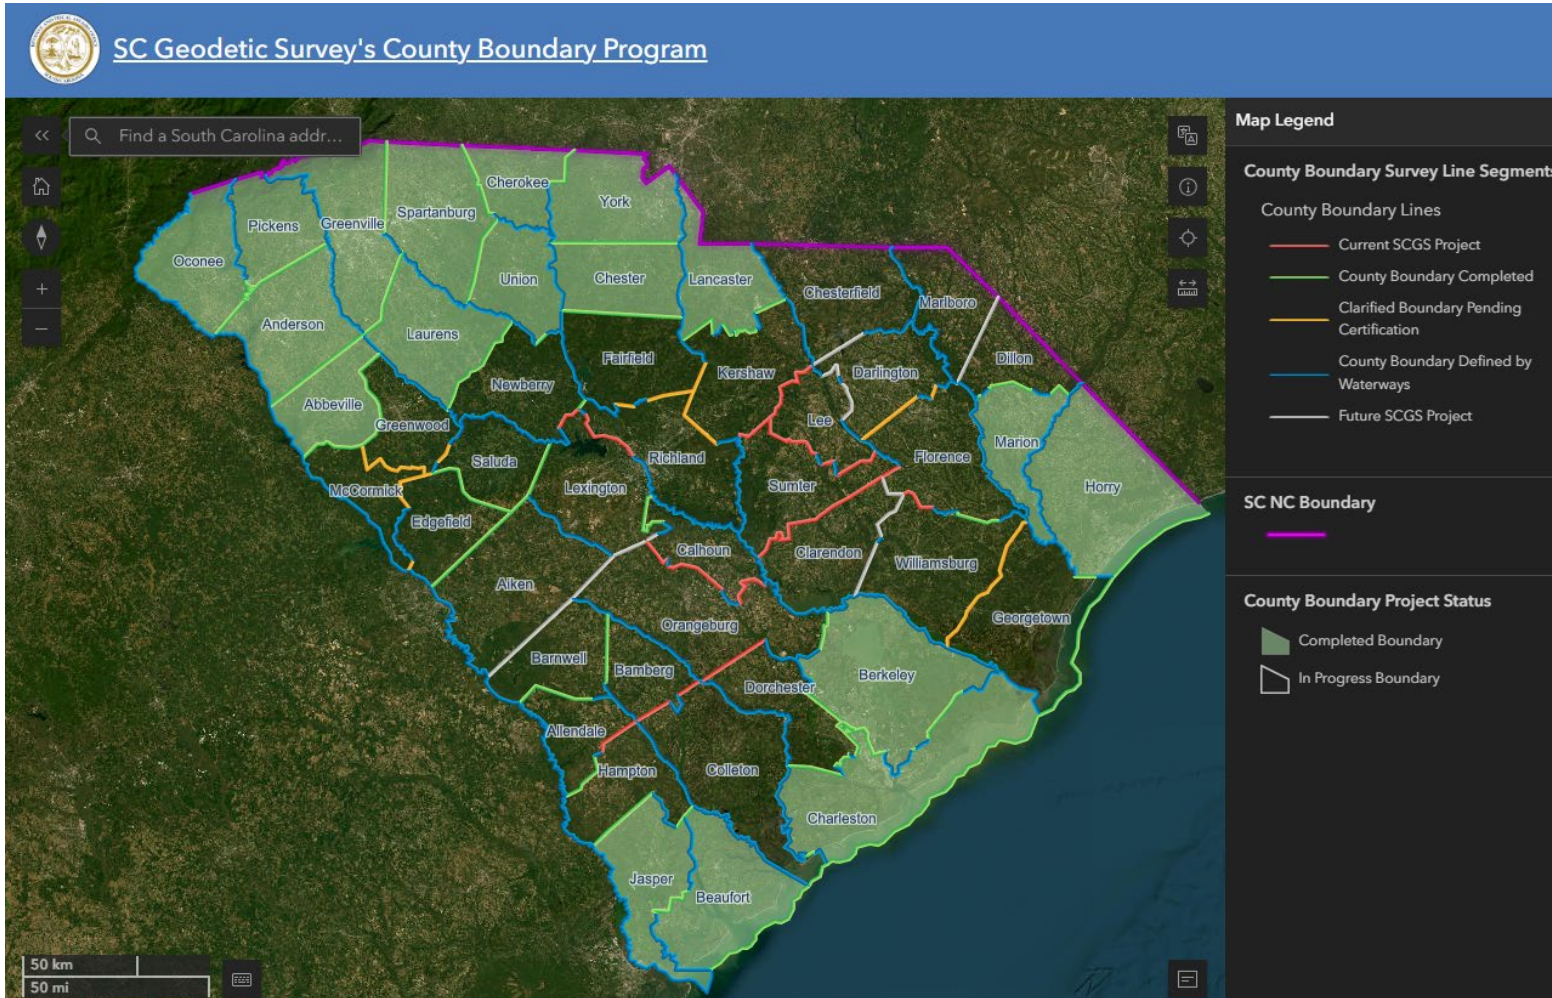 SC Geodetic Survey's County Boundary Program
Find a South Carolina addr...
Cherokee
York
Spartanburg
Pickens
Greenville
Oconee
Union
Chester
Lancaster
Chesterfield
Marlboro
Anderson
Laurens
Fairfield
Dillon
Newberry
Kershaw
Darlington
Abbeville
Greenwood
Lee
Marion
Saluda
Richland
Florence
McCormick
Lexington
Sumter
Horry
Edgefield
Calhoun
Clarendon
Williamsburg
Aiken
Orangeburg
Georgetown
Barnwell
Bamberg
Dorchester
Berkeley
Allendale
Hampton
Colleton
Charleston
Jasper
Beaufort
50 km
50 mi
Map Legend
County Boundary Survey Line Segments
County Boundary Lines
Current SCGS Project
County Boundary Completed
Clarified Boundary Pending
Certification
County Boundary Defined by
Waterways
Future SCGS Project
SC NC Boundary
County Boundary Project Status
Completed Boundary
In Progress Boundary